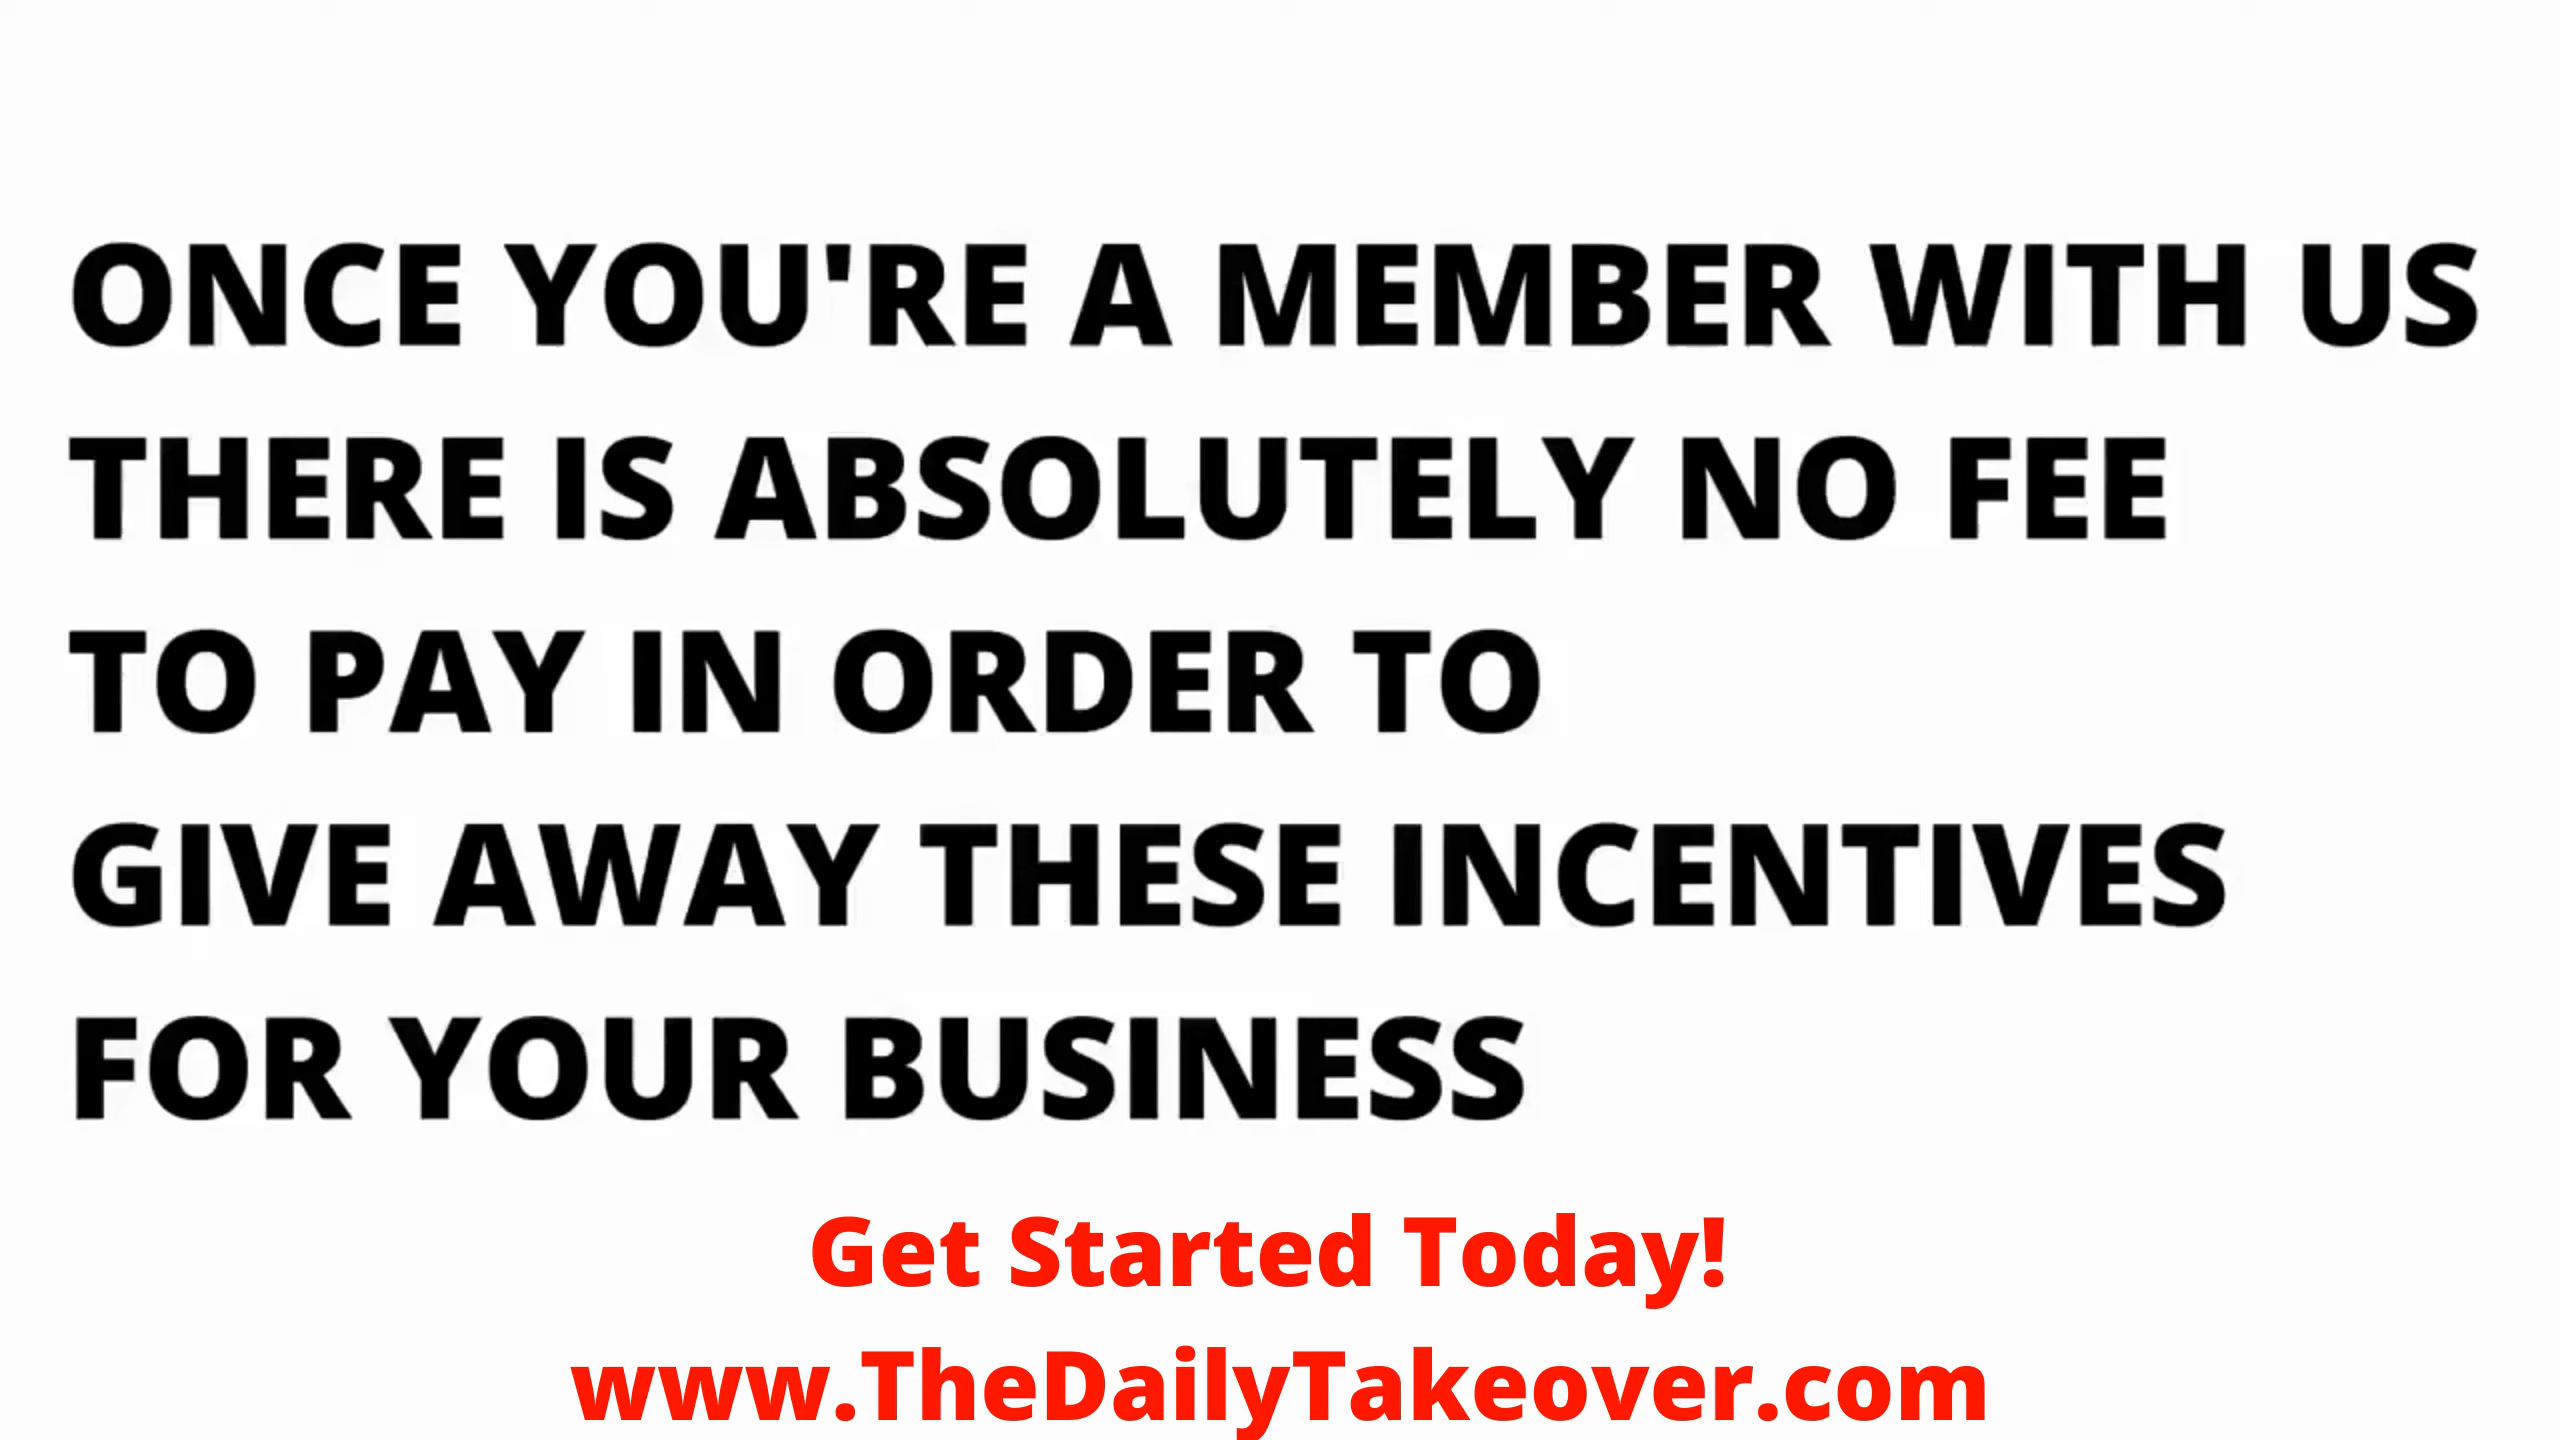 ONCE YOU'RE A MEMBER WITH US
THERE IS ABSOLUTELY NO FEE
TO PAY IN ORDER TO
GIVE AWAY THESE INCENTIVES
FOR YOUR BUSINESS
Get Started Today!
www.TheDailyTakeover.com